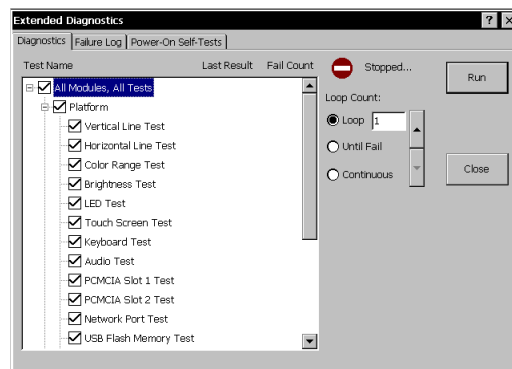 Extended Diagnostics
Diagnostics Failure Log Power-On Self-Tests
Test Name Last Result Fail Count
All Modules, All Tests
Platform
Vertical Line Test
Horizontal Line Test
Color Range Test
Brightness Test
LED Test
Touch Screen Test
Keyboard Test
Audio Test
PCMCIA Slot 1 Test
PCMCIA Slot 2 Test
Network Port Test
USB Flash Memory Test
Stopped...
Loop Count:
Loop 1
Until Fail
Continuous
Run
Close